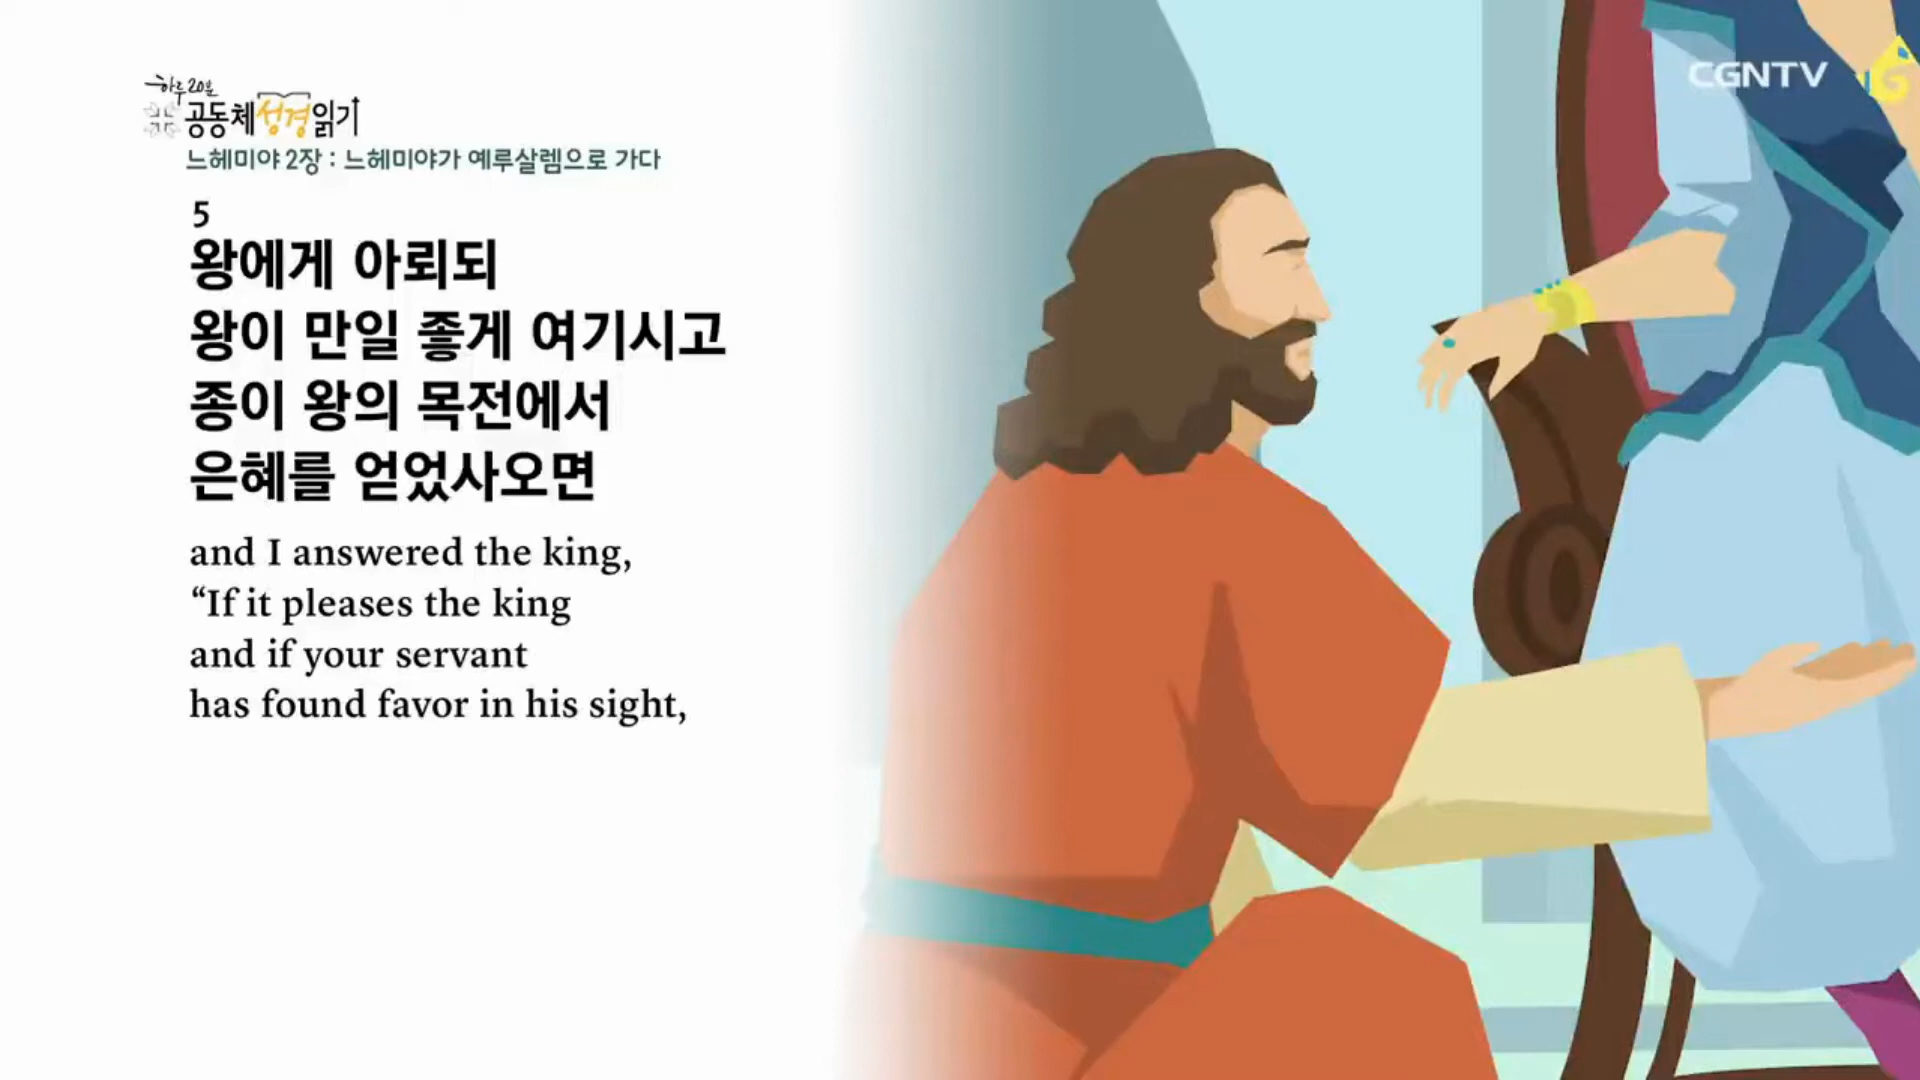 하루 20분
공동체성경읽기
느헤미야 2장 : 느헤미야가 예루살렘으로 가다
5
왕에게 아뢰되
왕이 만일 좋게 여기시고
종이 왕의 목전에서
은혜를 얻었사오면
and I answered the king,
“If it pleases the king
and if your servant
has found favor in his sight,
CGNTV